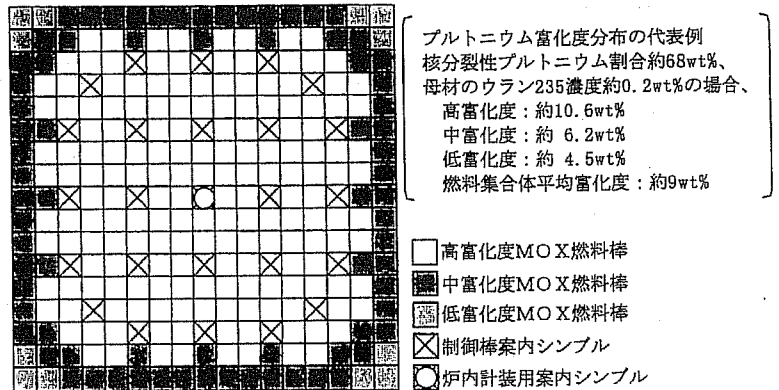 プルトニウム富化度分布の代表例
核分裂性プルトニウム割合約68wt%、
母材のウラン235濃度約0.2wt%の場合、
高富化度：約10.6wt%
中富化度：約 6.2wt%
低富化度：約 4.5wt%
燃料集合体平均富化度：約9wt%
高富化度MOX燃料棒
中富化度MOX燃料棒
低富化度MOX燃料棒
制御棒案内シンブル
炉内計装用案内シンブル